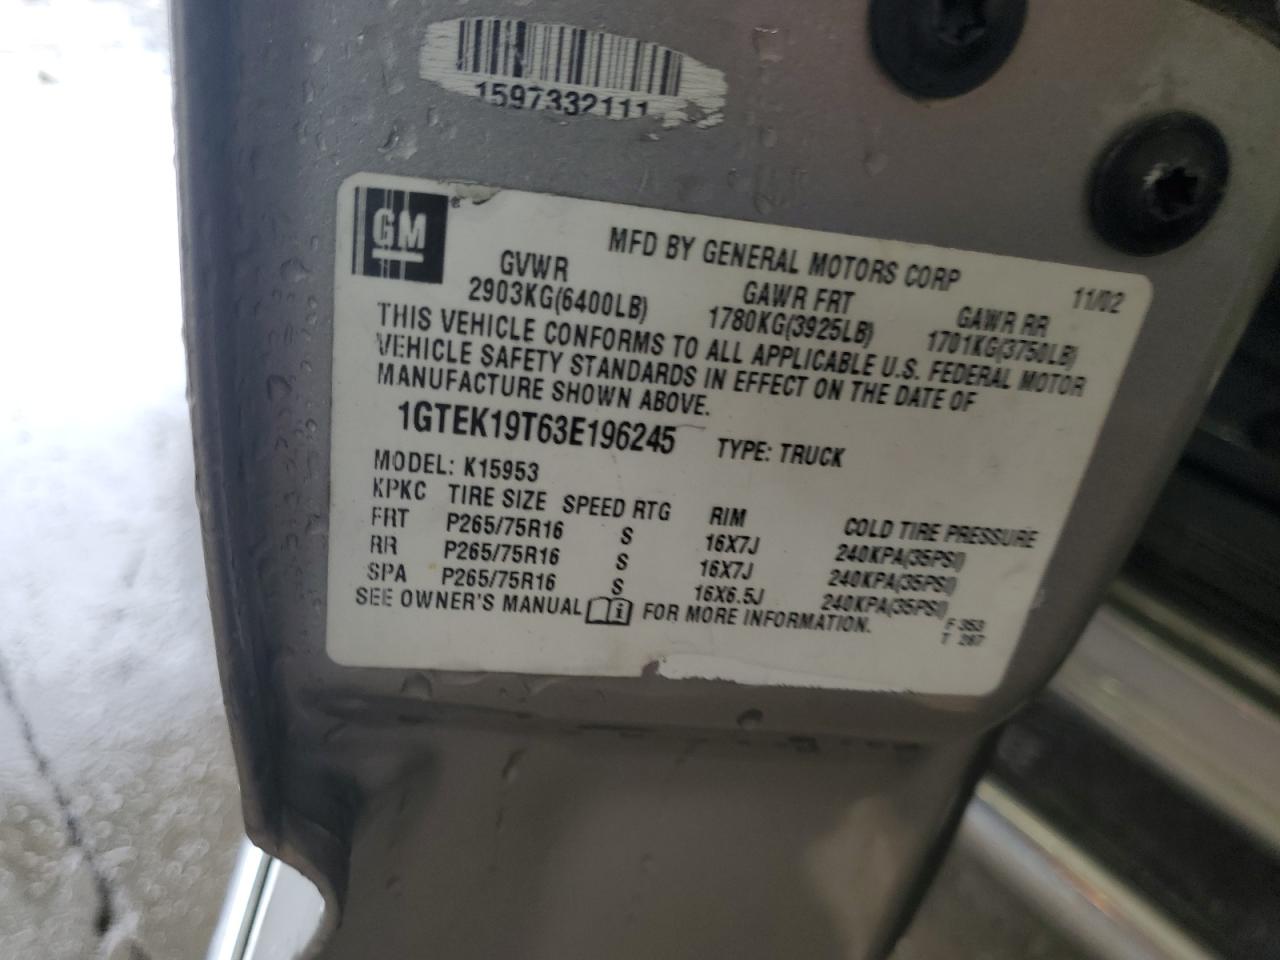 1597332111
GM
MFD BY GENERAL MOTORS CORP
11/02
GVWR GAWR FRT GAWR RR
2903KG(6400LB) 1780KG(3925LB) 1701KG(3750LB)
THIS VEHICLE CONFORMS TO ALL APPLICABLE U.S. FEDERAL MOTOR
VEHICLE SAFETY STANDARDS IN EFFECT ON THE DATE OF
MANUFACTURE SHOWN ABOVE.
1GTEK19T63E196245 TYPE: TRUCK
MODEL: K15953
KPKC TIRE SIZE SPEED RTG RIM COLD TIRE PRESSURE
FRT P265/75R16 S 16X7J 240KPA(35PSI)
RR P265/75R16 S 16X7J 240KPA(35PSI)
SPA P265/75R16 S 16X6.5J 240KPA(35PSI)
SEE OWNER'S MANUAL FOR MORE INFORMATION.
F 353
T 287